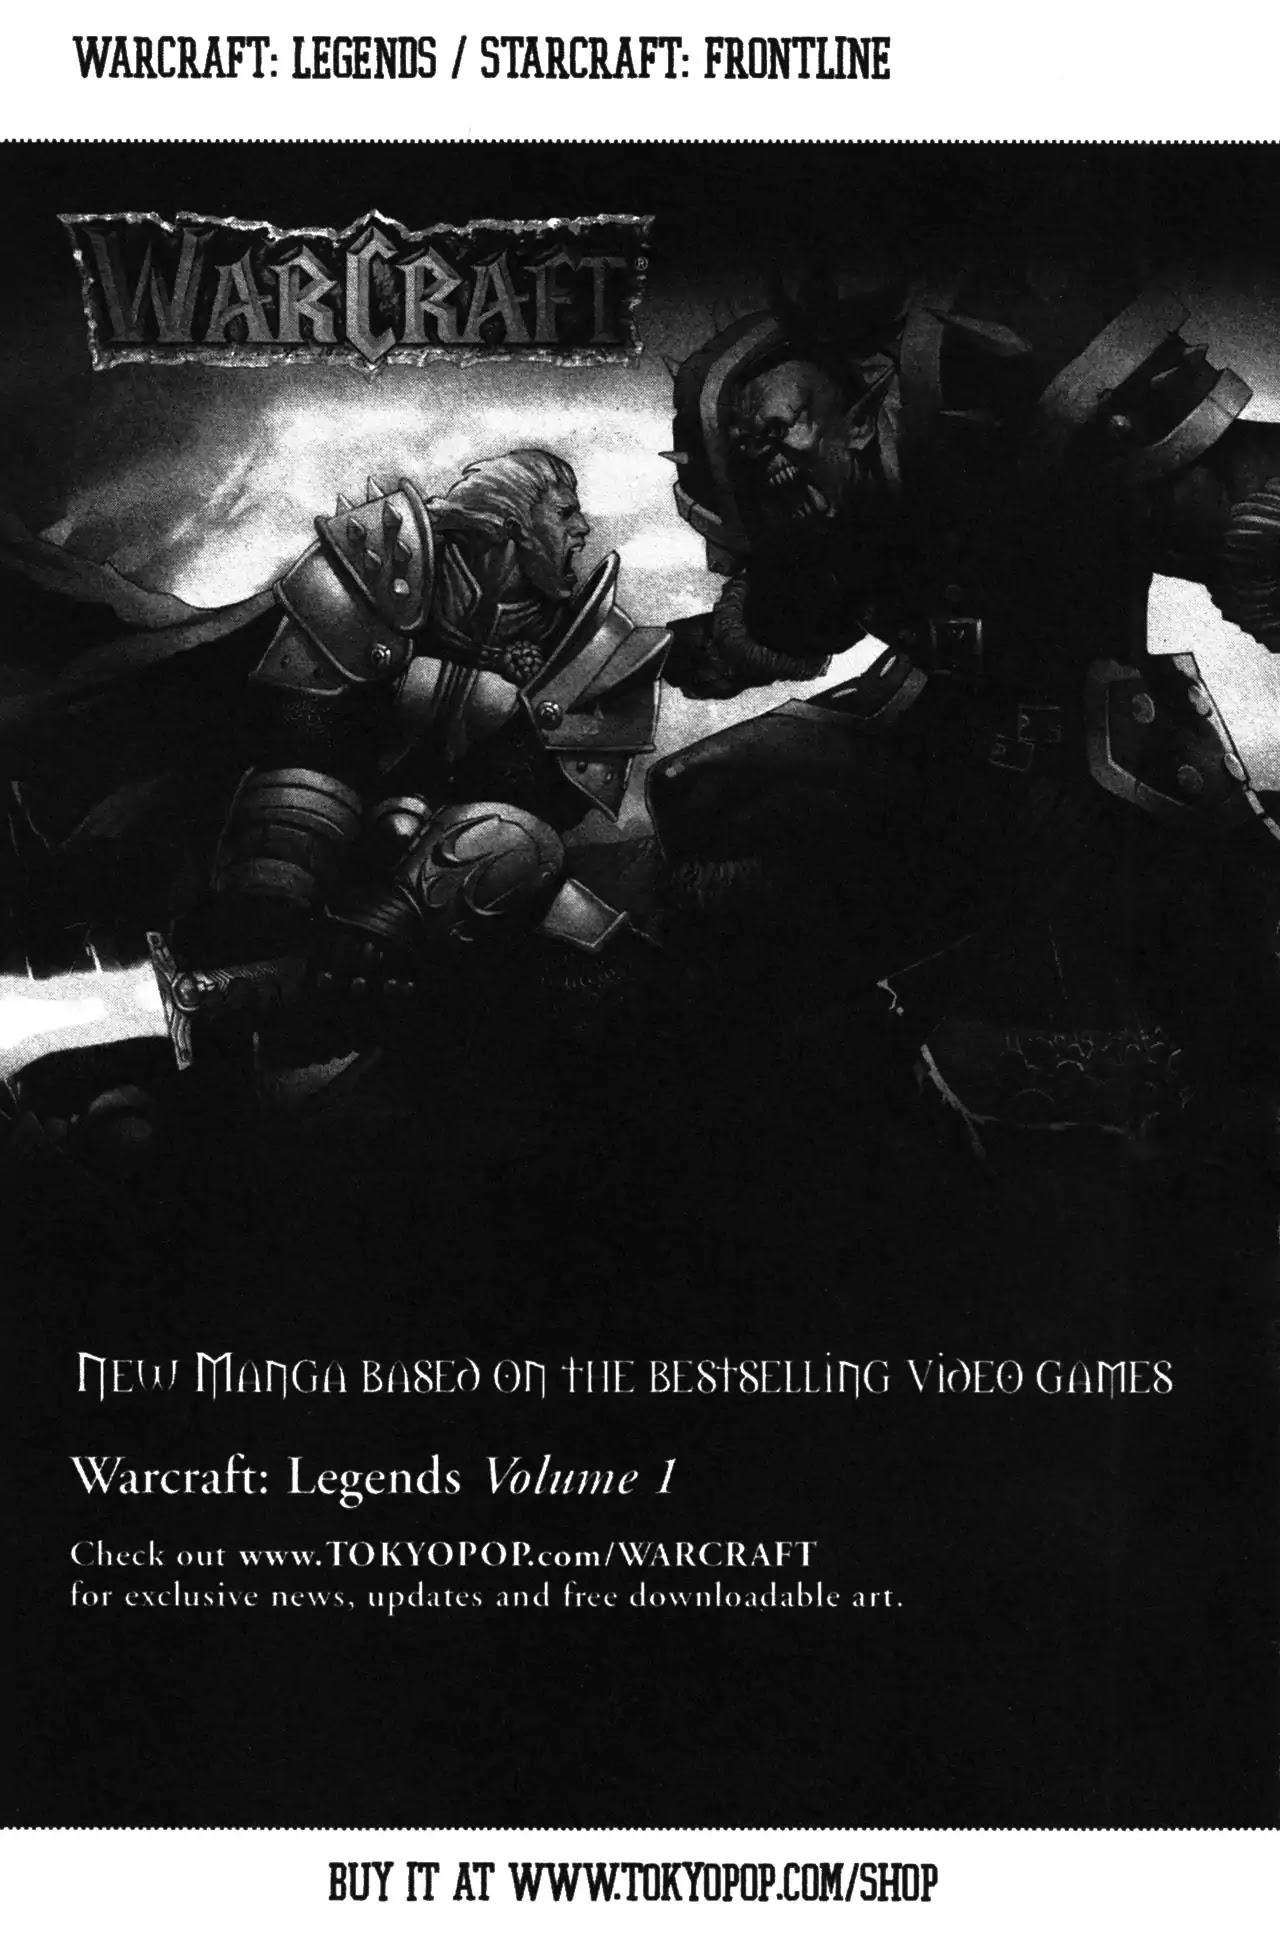 WARCRAFT: LEGENDS / STARCRAFT: FRONTLINE
WARCRAFT®
NEW MANGA BASED ON THE BESTSELLING VIDEO GAMES
Warcraft: Legends Volume 1
Check out www.TOKYOPOP.com/WARCRAFT
for exclusive news, updates and free downloadable art.
BUY IT AT WWW.TOKYOPOP.COM/SHOP